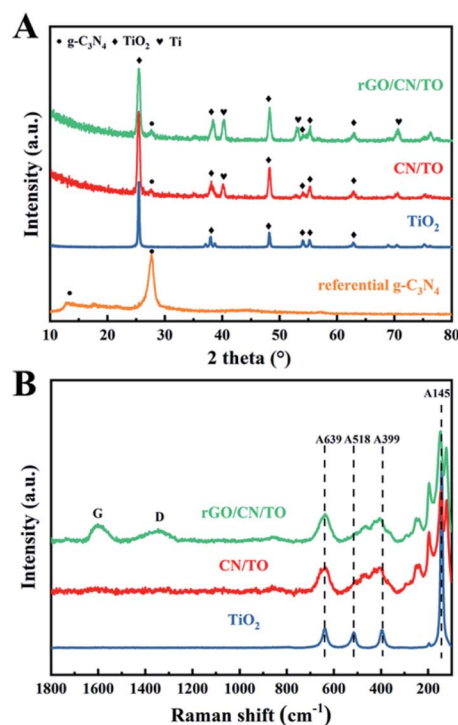 A
• g-C₃N₄ ♦ TiO₂ ♥ Ti
rGO/CN/TO
CN/TO
TiO₂
referential g-C₃N₄
Intensity (a.u.)
10 20 30 40 50 60 70 80
2 theta (°)
B
A145
A639 A518 A399
G D
rGO/CN/TO
CN/TO
TiO₂
Intensity (a.u.)
1800 1600 1400 1200 1000 800 600 400 200
Raman shift (cm⁻¹)